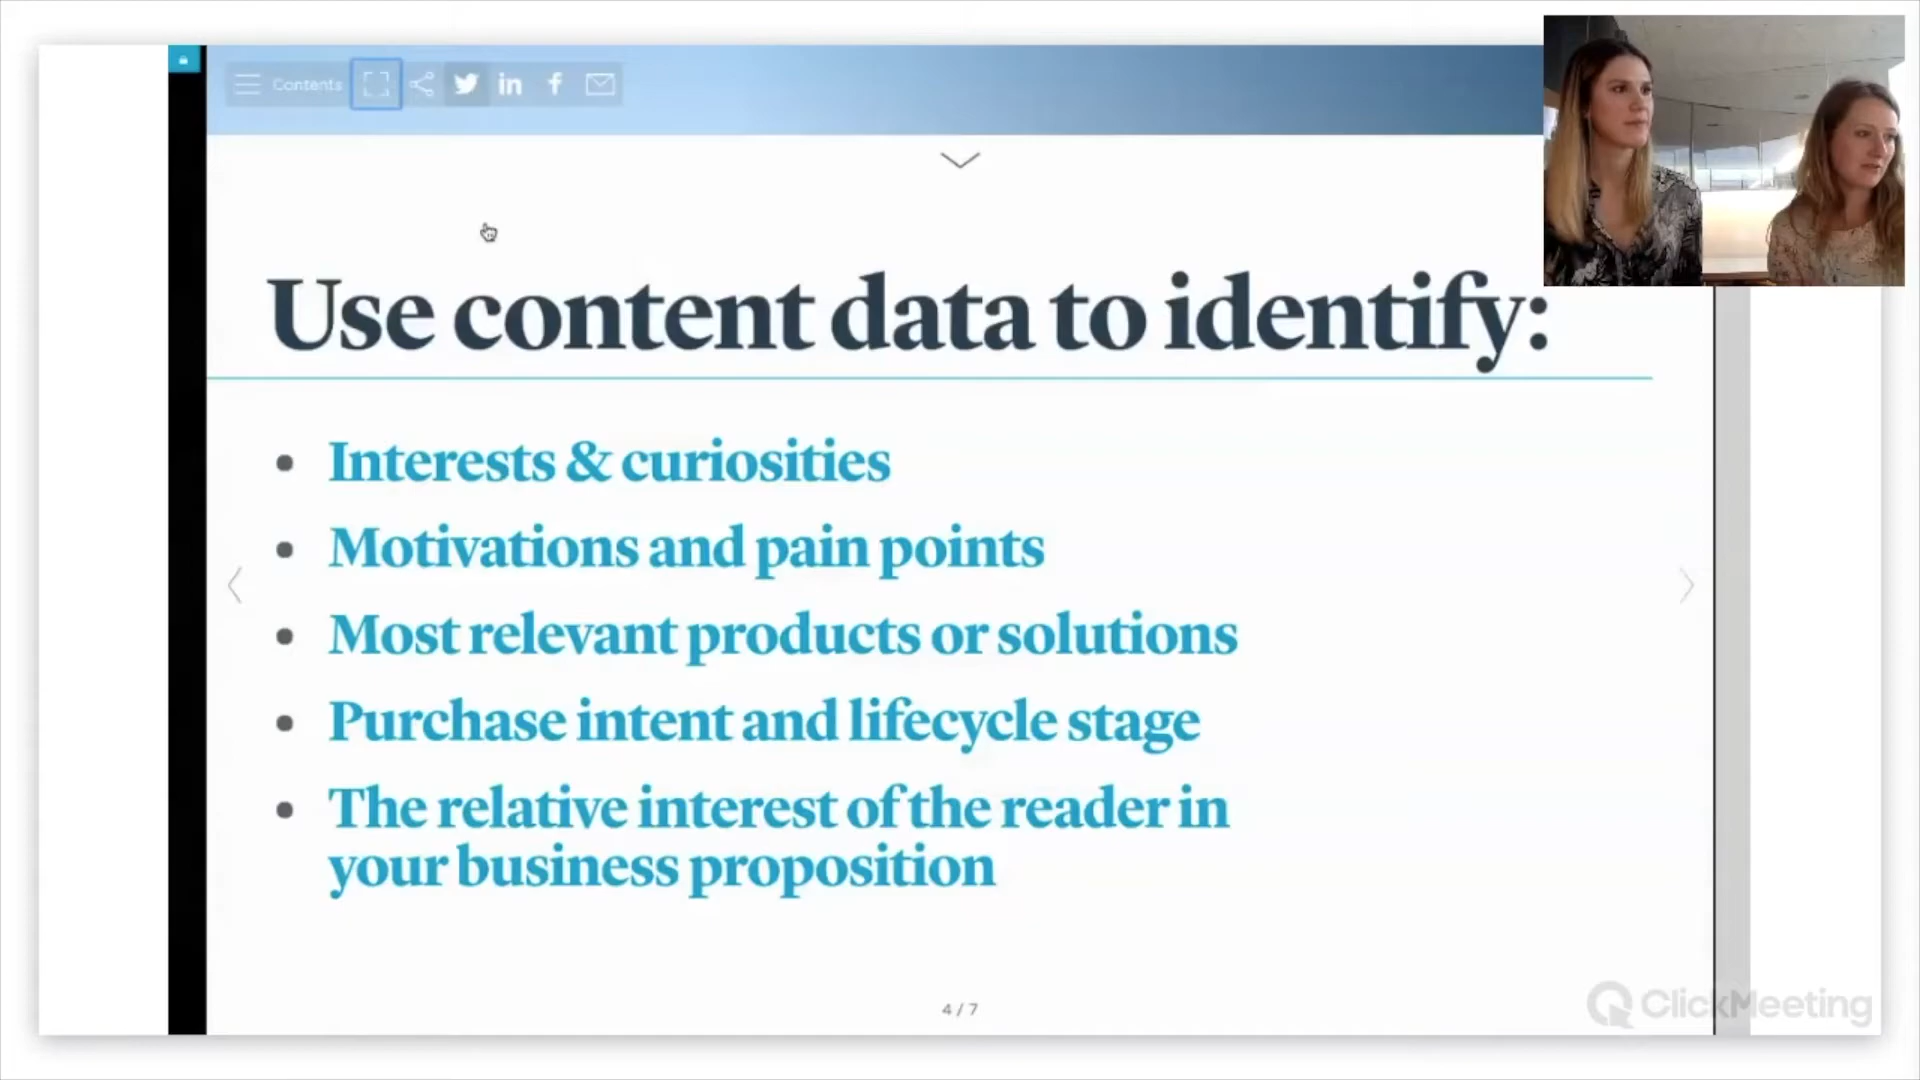 Contents
Use content data to identify:
• Interests & curiosities
• Motivations and pain points
• Most relevant products or solutions
• Purchase intent and lifecycle stage
• The relative interest of the reader in
your business proposition
4 / 7
ClickMeeting